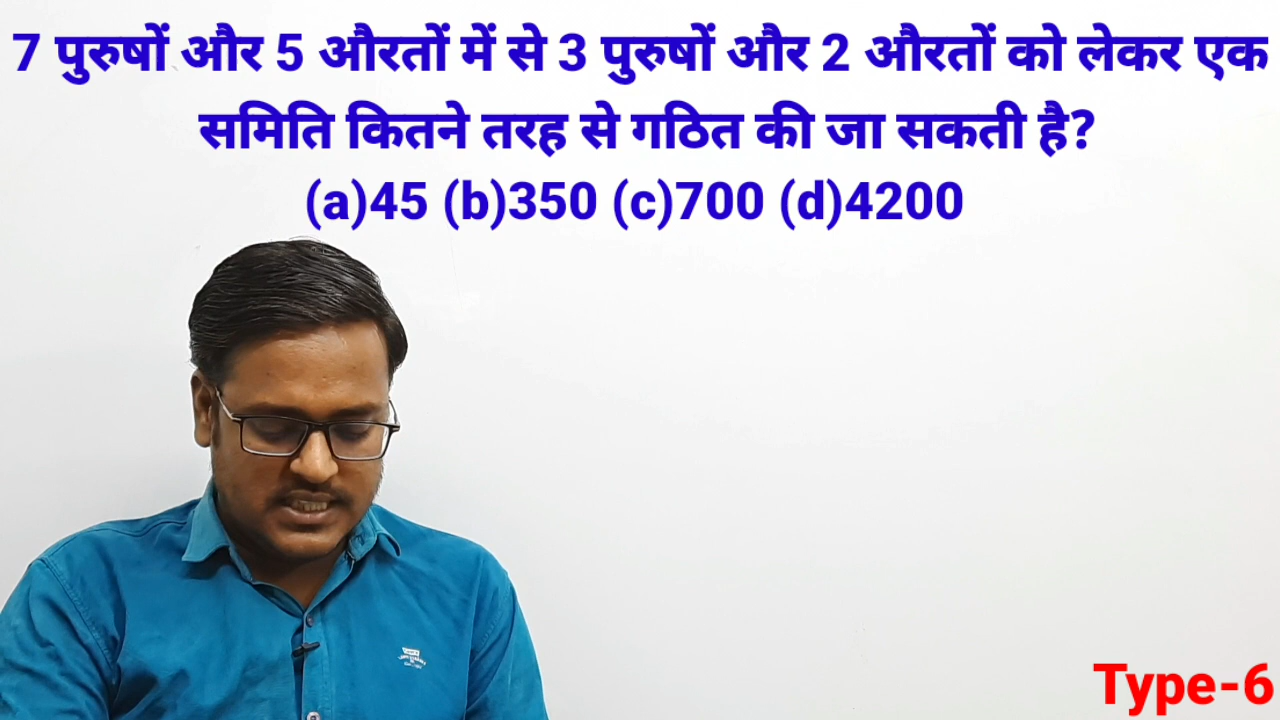 7 पुरुषों और 5 औरतों में से 3 पुरुषों और 2 औरतों को लेकर एक
समिति कितने तरह से गठित की जा सकती है?
(a)45 (b)350 (c)700 (d)4200
Type-6